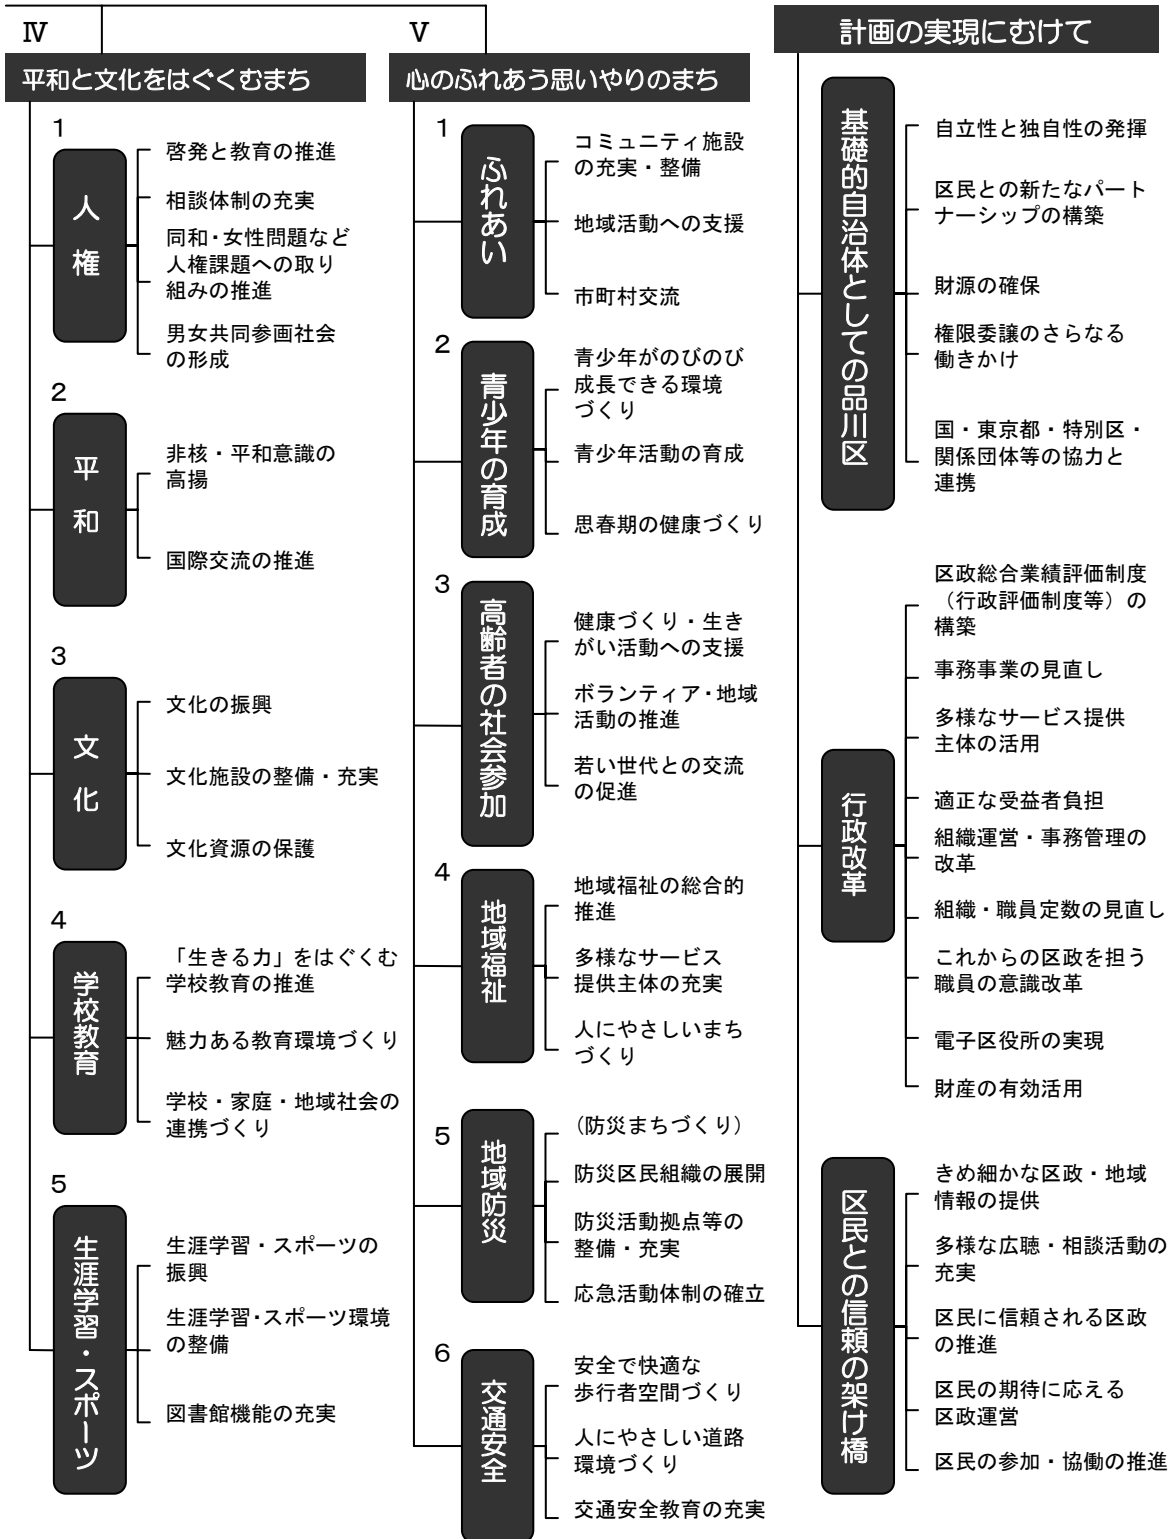 Ⅳ
平和と文化をはぐくむまち
1
人権
啓発と教育の推進
相談体制の充実
同和・女性問題など
人権課題への取り
組みの推進
男女共同参画社会
の形成
2
平和
非核・平和意識の
高揚
国際交流の推進
3
文化
文化の振興
文化施設の整備・充実
文化資源の保護
4
学校教育
「生きる力」をはぐくむ
学校教育の推進
魅力ある教育環境づくり
学校・家庭・地域社会の
連携づくり
5
生涯学習・スポーツ
生涯学習・スポーツの
振興
生涯学習・スポーツ環境
の整備
図書館機能の充実
Ⅴ
心のふれあう思いやりのまち
1
ふれあい
コミュニティ施設
の充実・整備
地域活動への支援
市町村交流
2
青少年の育成
青少年がのびのび
成長できる環境
づくり
青少年活動の育成
思春期の健康づくり
3
高齢者の社会参加
健康づくり・生き
がい活動への支援
ボランティア・地域
活動の推進
若い世代との交流
の促進
4
地域福祉
地域福祉の総合的
推進
多様なサービス
提供主体の充実
人にやさしいまち
づくり
5
地域防災
（防災まちづくり）
防災区民組織の展開
防災活動拠点等の
整備・充実
応急活動体制の確立
6
交通安全
安全で快適な
歩行者空間づくり
人にやさしい道路
環境づくり
交通安全教育の充実
計画の実現にむけて
基礎的自治体としての品川区
自立性と独自性の発揮
区民との新たなパート
ナーシップの構築
財源の確保
権限委譲のさらなる
働きかけ
国・東京都・特別区・
関係団体等の協力と
連携
行政改革
区政総合業績評価制度
（行政評価制度等）の
構築
事務事業の見直し
多様なサービス提供
主体の活用
適正な受益者負担
組織運営・事務管理の
改革
組織・職員定数の見直し
これからの区政を担う
職員の意識改革
電子区役所の実現
財産の有効活用
区民との信頼の架け橋
きめ細かな区政・地域
情報の提供
多様な広聴・相談活動の
充実
区民に信頼される区政
の推進
区民の期待に応える
区政運営
区民の参加・協働の推進